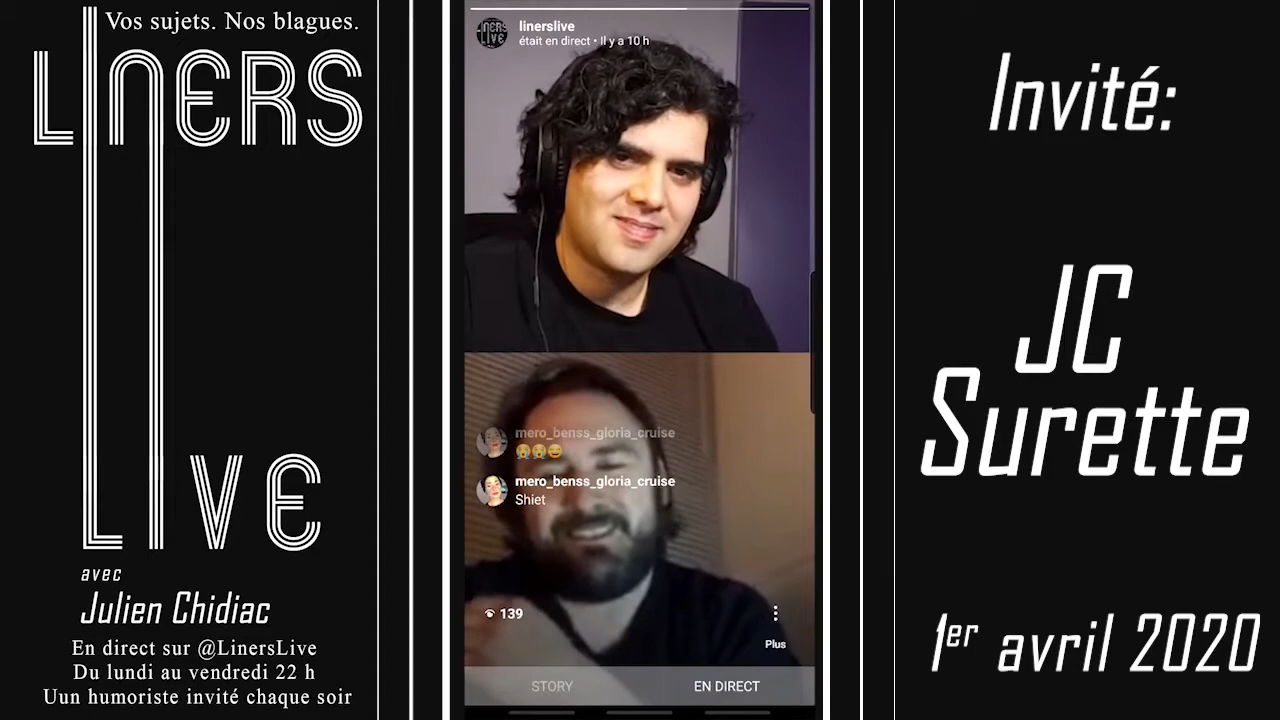 Vos sujets. Nos blagues.
LINERS
LIVE
avec
Julien Chidiac
En direct sur @LinersLive
Du lundi au vendredi 22 h
Uun humoriste invité chaque soir
LINERS
LIVE
linerslive
était en direct • Il y a 10 h
mero_benss_gloria_cruise
😭😭😅
mero_benss_gloria_cruise
Shiet
139
Plus
STORY
EN DIRECT
Invité:
JC
Surette
1er avril 2020